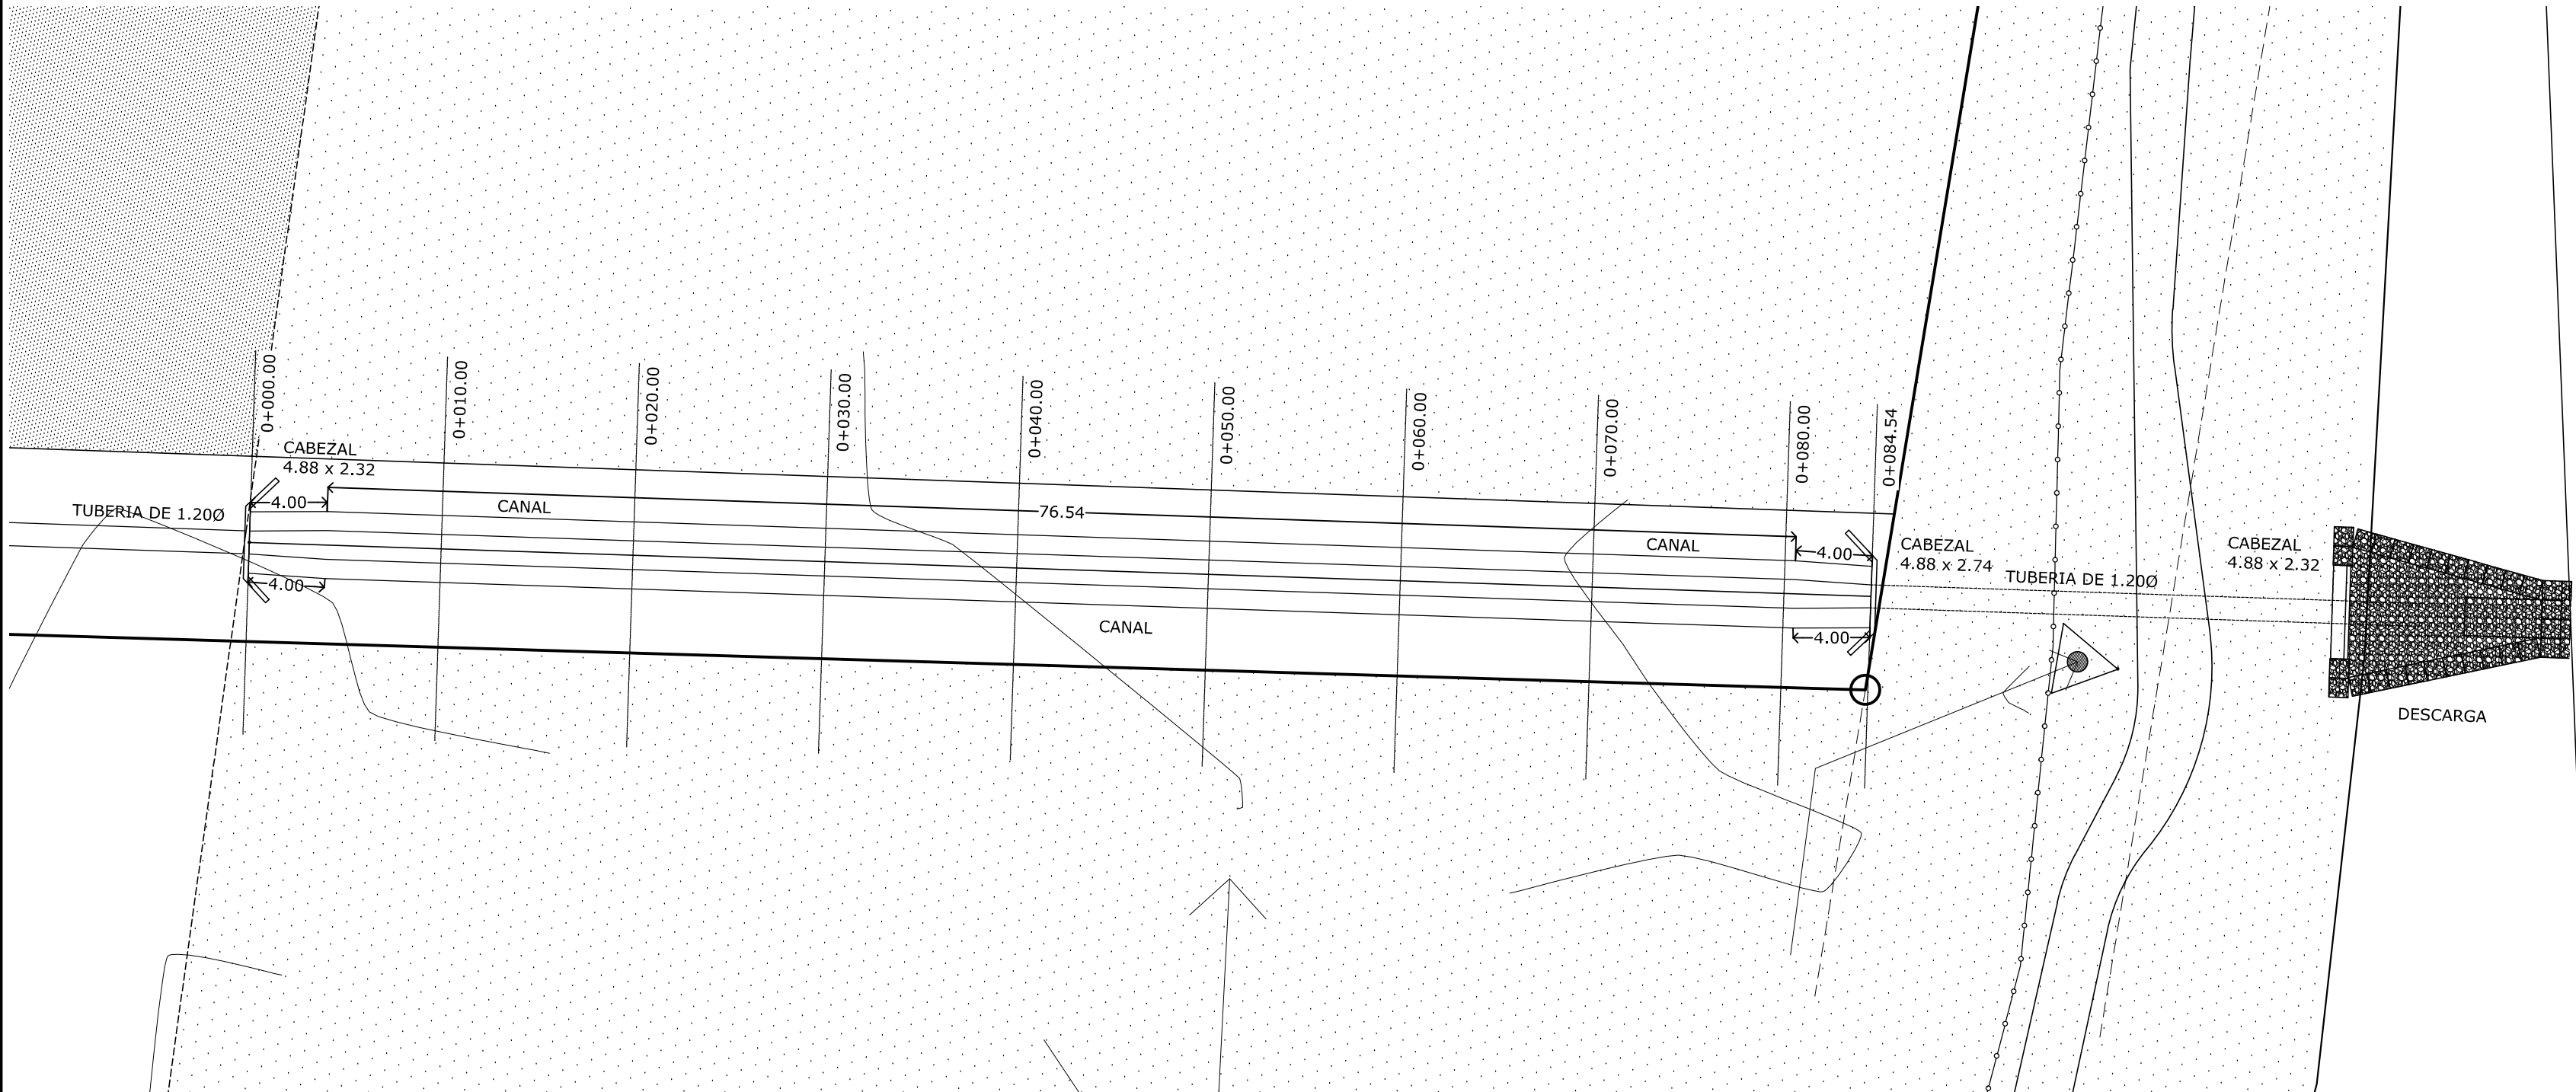 0+000.00
0+010.00
0+020.00
0+030.00
0+040.00
0+050.00
0+060.00
0+070.00
0+080.00
0+084.54
CABEZAL
4.88 x 2.32
4.00
CANAL
76.54
TUBERIA DE 1.20Ø
CANAL
4.00
CABEZAL
4.88 x 2.74
TUBERIA DE 1.20Ø
CABEZAL
4.88 x 2.32
4.00
CANAL
4.00
DESCARGA